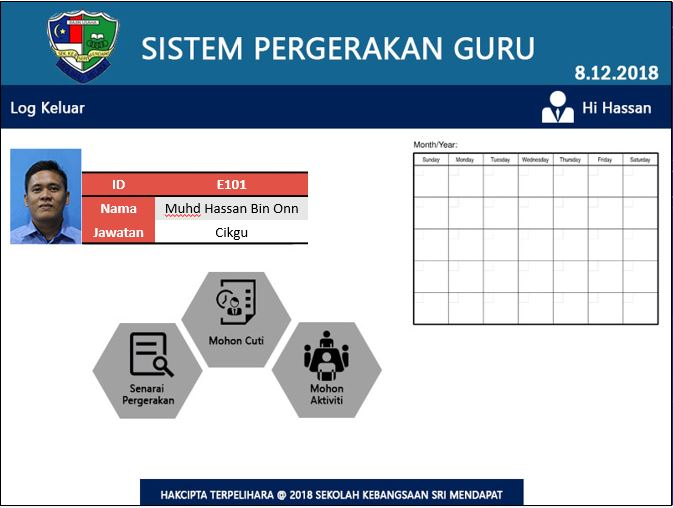 SISTEM PERGERAKAN GURU
8.12.2018
Log Keluar
Hi Hassan
ID E101
Nama Muhd Hassan Bin Onn
Jawatan Cikgu
Month/Year:
Sunday Monday Tuesday Wednesday Thursday Friday Saturday
Mohon Cuti
Senarai
Pergerakan
Mohon
Aktiviti
HAKCIPTA TERPELIHARA @ 2018 SEKOLAH KEBANGSAAN SRI MENDAPAT